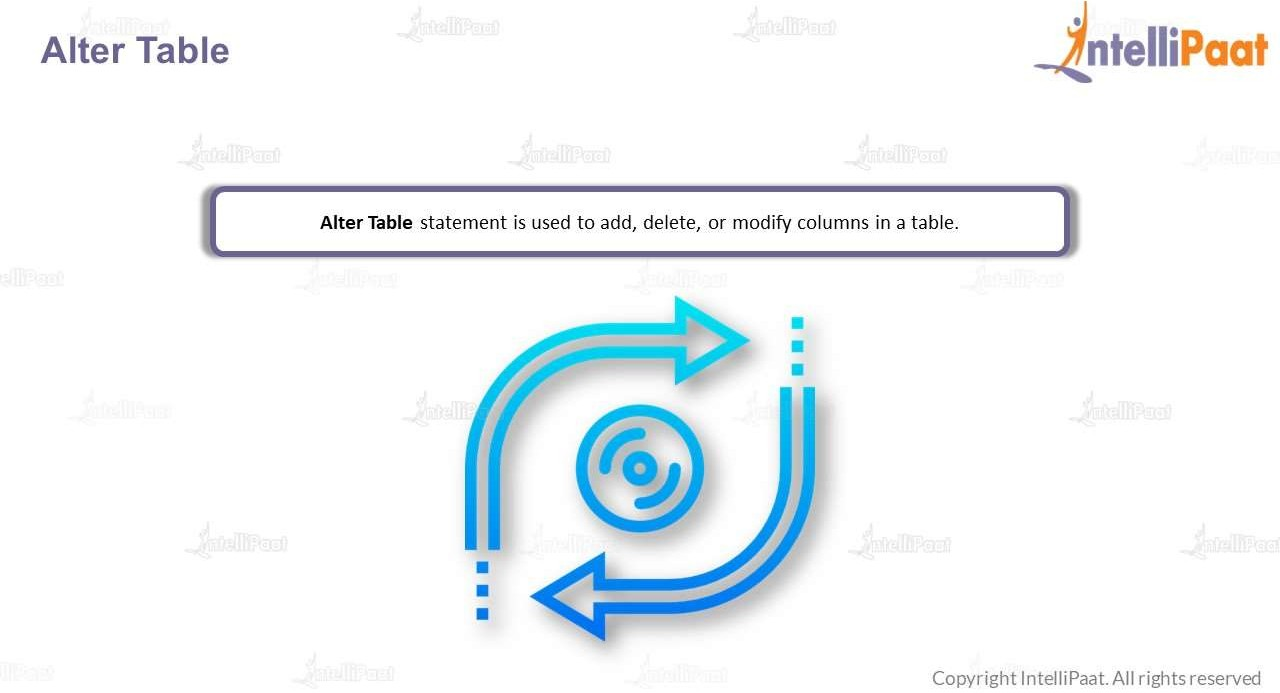 Alter Table
IntelliPaat
Alter Table statement is used to add, delete, or modify columns in a table.
Copyright IntelliPaat. All rights reserved